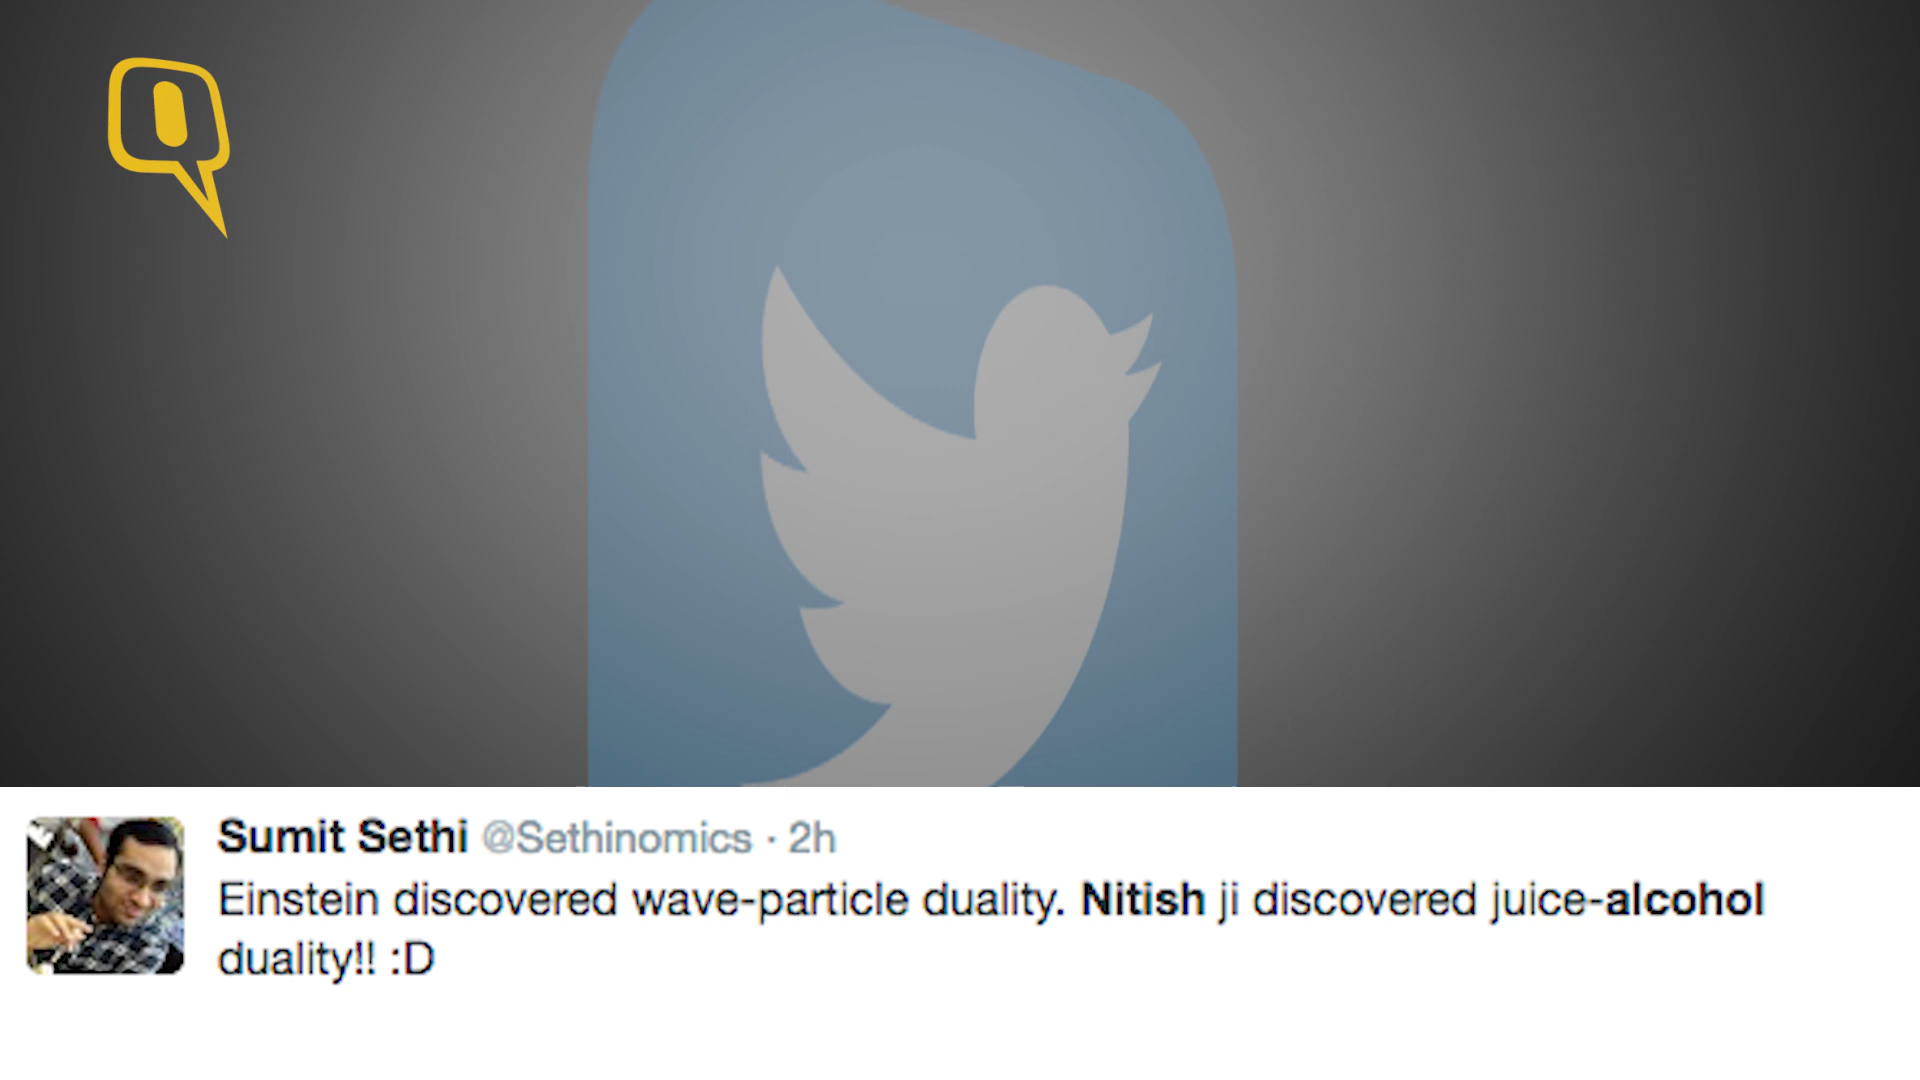 Sumit Sethi @Sethinomics · 2h
Einstein discovered wave-particle duality. Nitish ji discovered juice-alcohol
duality!! :D